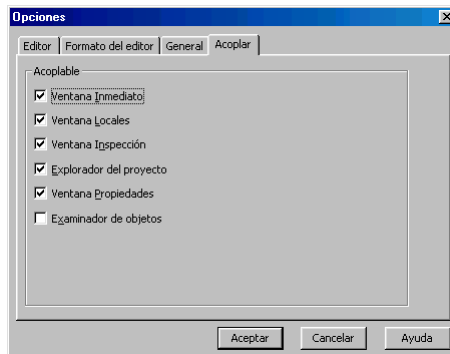 Opciones
Editor Formato del editor General Acoplar
Acoplable
Ventana Inmediato
Ventana Locales
Ventana Inspección
Explorador del proyecto
Ventana Propiedades
Examinador de objetos
Aceptar Cancelar Ayuda